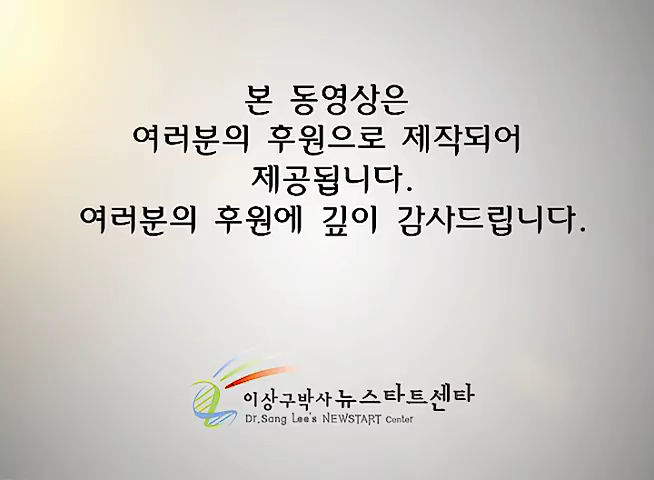 본 동영상은
여러분의 후원으로 제작되어
제공됩니다.
여러분의 후원에 깊이 감사드립니다.
이상구박사 뉴스타트센타
Dr.Sang Lee's NEWSTART Center